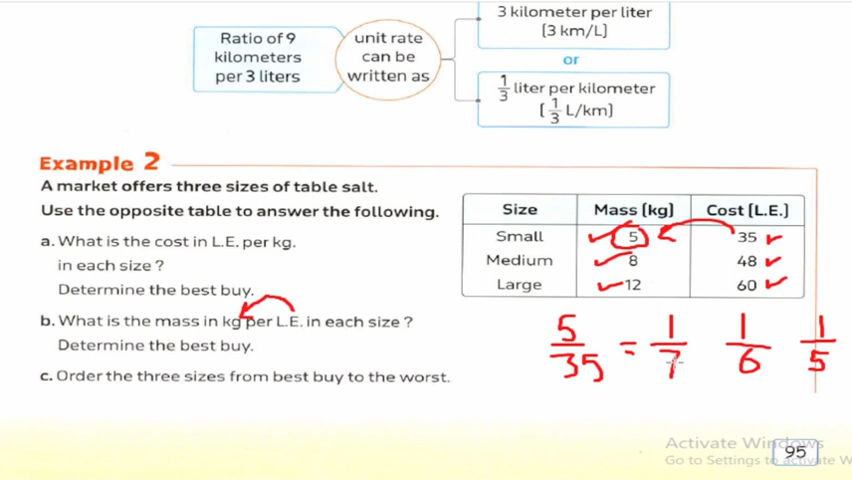 3 kilometer per liter
[3 km/L]
Ratio of 9
kilometers
per 3 liters
unit rate
can be
written as
or
1/3 liter per kilometer
[1/3 L/km]
Example 2
A market offers three sizes of table salt.
Use the opposite table to answer the following.
a. What is the cost in L.E. per kg.
in each size ?
Determine the best buy.
b. What is the mass in kg per L.E. in each size ?
Determine the best buy.
c. Order the three sizes from best buy to the worst.
Size Mass [kg] Cost [L.E.]
Small 5 35
Medium 8 48
Large 12 60
5/35 = 1/7 1/6 1/5
Activate Windows
Go to Settings to activate W
95